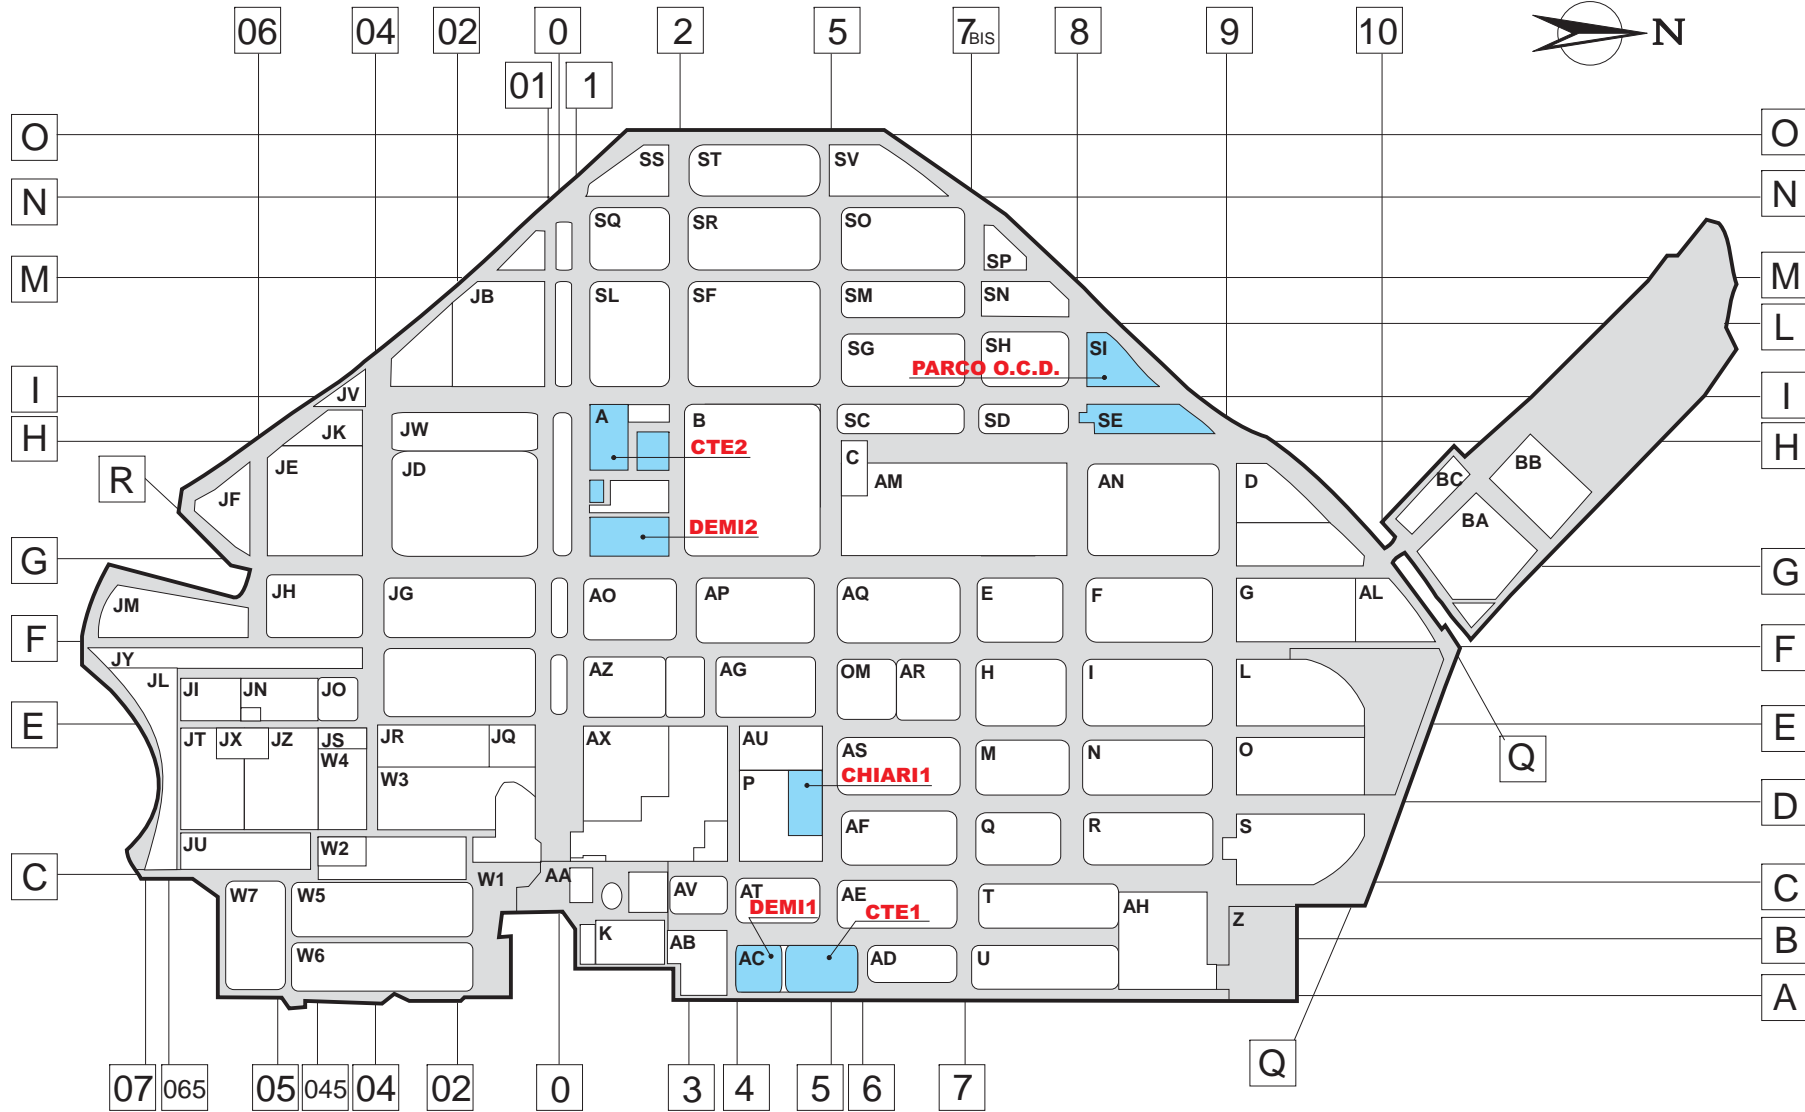 06 04 02 0 2 5 7BIS 8 9 10 N
01 1
O O
SS ST SV
N N
SQ SR SO
SP
M M
JB SL SF SM SN
L
SG SH SI
PARCO O.C.D.
I JV I
A B SC SD SE
H JK JW H
CTE2
C
JE JD AM AN D BC BB
R JF
BA
DEMI2
G G
JM JH JG AO AP AQ E F G AL
F F
JY
JL JI JN JO AZ AG OM AR H I L
E E
JT JX JZ JS JR JQ AX AU AS M N O Q
W4
W3 P CHIARI1
D
AF Q R S
JU W2
C C
W7 W5 W1 AA AV AT AE T AH
DEMI1 CTE1
Z
K AB B
W6 AC AD U
A
Q
07 065 05 045 04 02 0 3 4 5 6 7